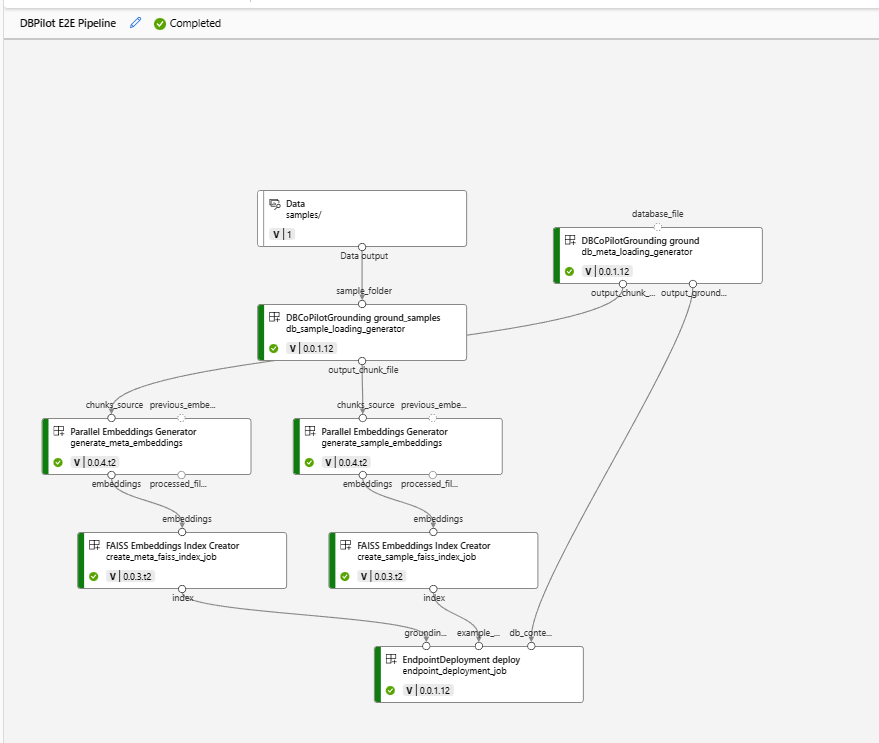 DBPilot E2E Pipeline Completed
Data
samples/
V | 1
Data output
database_file
DBCoPilotGrounding ground
db_meta_loading_generator
V | 0.0.1.12
output_chunk_... output_ground...
sample_folder
DBCoPilotGrounding ground_samples
db_sample_loading_generator
V | 0.0.1.12
output_chunk_file
chunks_source previous_embe...
Parallel Embeddings Generator
generate_meta_embeddings
V | 0.0.4.t2
embeddings processed_fil...
chunks_source previous_embe...
Parallel Embeddings Generator
generate_sample_embeddings
V | 0.0.4.t2
embeddings processed_fil...
embeddings
FAISS Embeddings Index Creator
create_meta_faiss_index_job
V | 0.0.3.t2
index
embeddings
FAISS Embeddings Index Creator
create_sample_faiss_index_job
V | 0.0.3.t2
index
groundin... example_... db_conte...
EndpointDeployment deploy
endpoint_deployment_job
V | 0.0.1.12